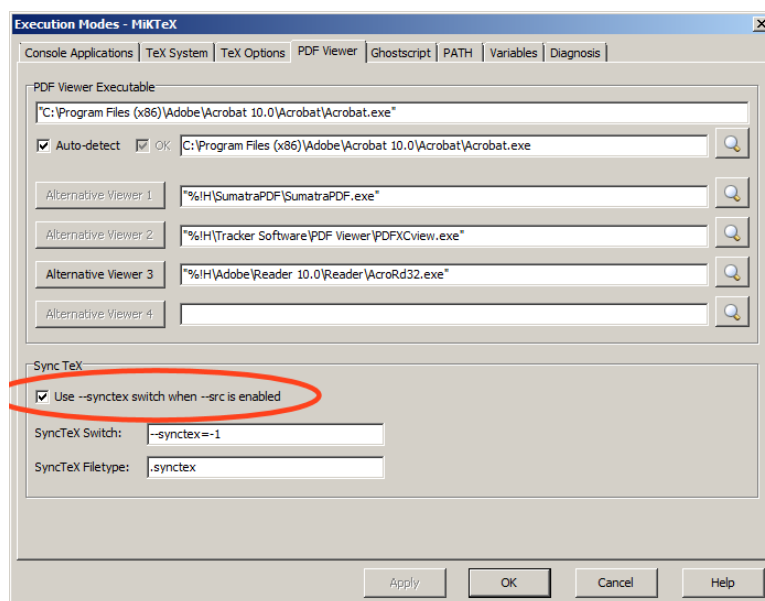 Execution Modes - MiKTeX
Console Applications TeX System TeX Options PDF Viewer Ghostscript PATH Variables Diagnosis
PDF Viewer Executable
"C:\Program Files (x86)\Adobe\Acrobat 10.0\Acrobat\Acrobat.exe"
Auto-detect OK C:\Program Files (x86)\Adobe\Acrobat 10.0\Acrobat\Acrobat.exe
Alternative Viewer 1 "%!H\SumatraPDF\SumatraPDF.exe"
Alternative Viewer 2 "%!H\Tracker Software\PDF Viewer\PDFXCview.exe"
Alternative Viewer 3 "%!H\Adobe\Reader 10.0\Reader\AcroRd32.exe"
Alternative Viewer 4
Sync TeX
Use --synctex switch when --src is enabled
SyncTeX Switch: --synctex=-1
SyncTeX Filetype: .synctex
Apply OK Cancel Help